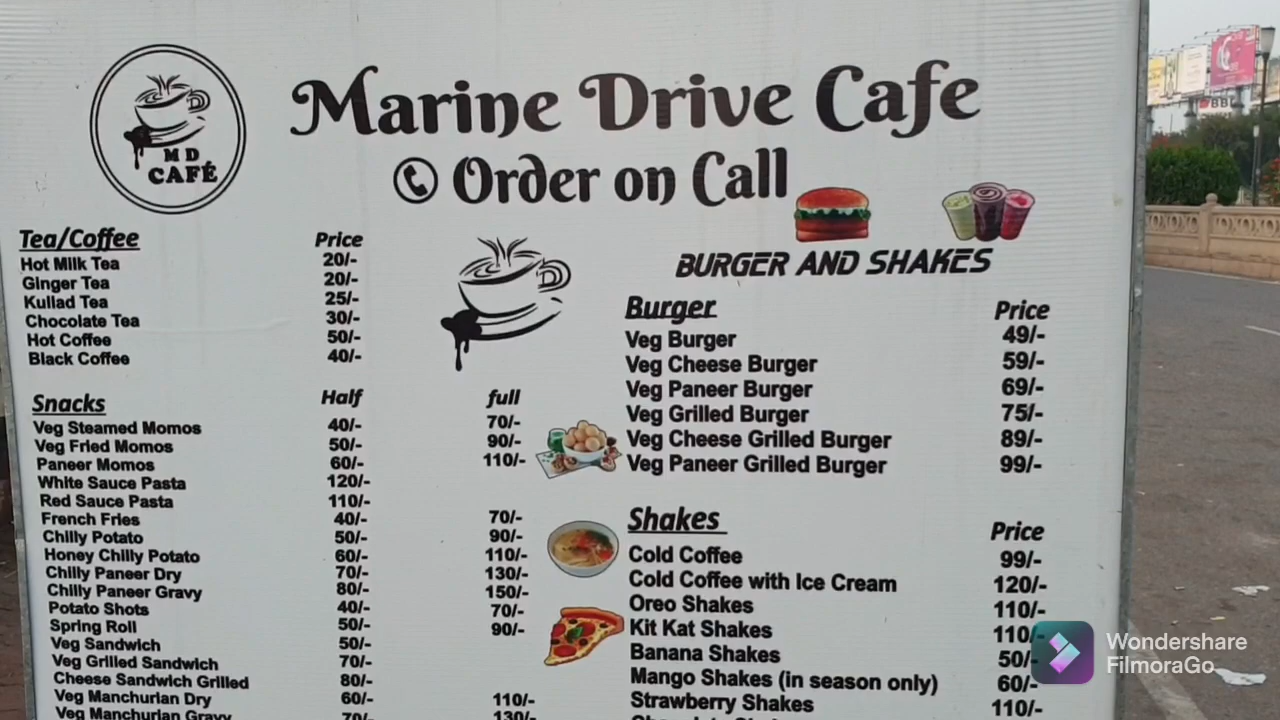 M D
CAFÉ
Marine Drive Cafe
Order on Call
Tea/Coffee Price
Hot Milk Tea 20/-
Ginger Tea 20/-
Kullad Tea 25/-
Chocolate Tea 30/-
Hot Coffee 50/-
Black Coffee 40/-
Snacks Half full
Veg Steamed Momos 40/- 70/-
Veg Fried Momos 50/- 90/-
Paneer Momos 60/- 110/-
White Sauce Pasta 120/-
Red Sauce Pasta 110/-
French Fries 40/- 70/-
Chilly Potato 50/- 90/-
Honey Chilly Potato 60/- 110/-
Chilly Paneer Dry 70/- 130/-
Chilly Paneer Gravy 80/- 150/-
Potato Shots 40/- 70/-
Spring Roll 50/- 90/-
Veg Sandwich 50/-
Veg Grilled Sandwich 70/-
Cheese Sandwich Grilled 80/-
Veg Manchurian Dry 60/- 110/-
Veg Manchurian Gravy 70/- 130/-
BURGER AND SHAKES
Burger Price
Veg Burger 49/-
Veg Cheese Burger 59/-
Veg Paneer Burger 69/-
Veg Grilled Burger 75/-
Veg Cheese Grilled Burger 89/-
Veg Paneer Grilled Burger 99/-
Shakes Price
Cold Coffee 99/-
Cold Coffee with Ice Cream 120/-
Oreo Shakes 110/-
Kit Kat Shakes 110/-
Banana Shakes 50/-
Mango Shakes (in season only) 60/-
Strawberry Shakes 110/-
Wondershare
FilmoraGo